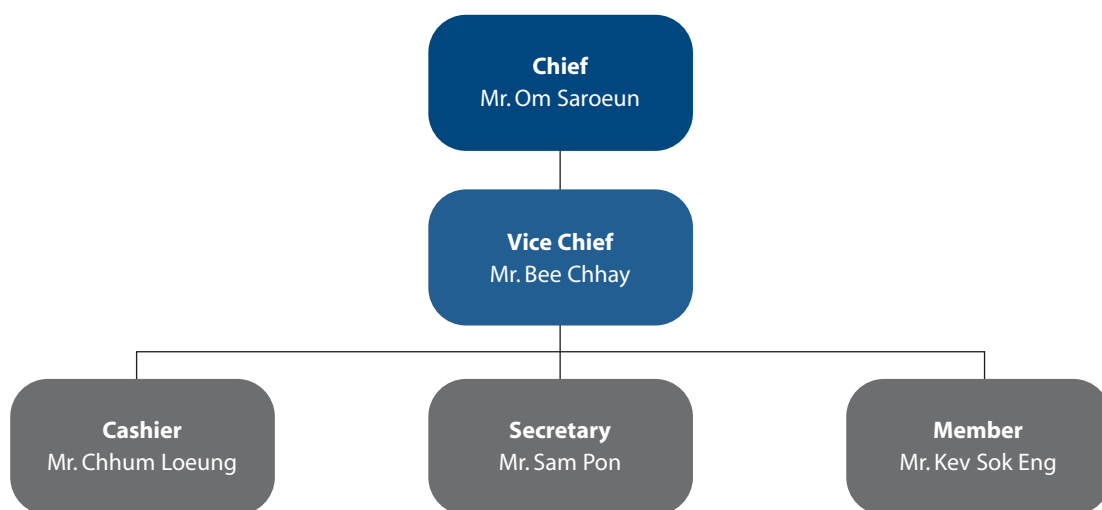 Chief
Mr. Om Saroeun
Vice Chief
Mr. Bee Chhay
Cashier
Mr. Chhum Loeung
Secretary
Mr. Sam Pon
Member
Mr. Kev Sok Eng